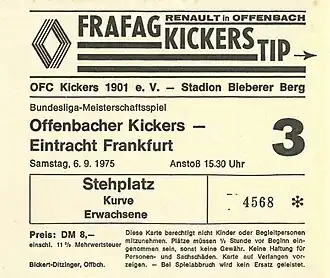 FRAFAG RENAULT in OFFENBACH
KICKERS
TIP
OFC Kickers 1901 e. V. — Stadion Bieberer Berg
Bundesliga-Meisterschaftsspiel
Offenbacher Kickers —
Eintracht Frankfurt
3
Samstag, 6. 9. 1975 Anstoß 15.30 Uhr
Stehplatz
Kurve
Erwachsene
4568 *
Preis: DM 8,—
einschl. 11 % Mehrwertsteuer
Bickert-Ditzinger, Offbch.
Diese Karte berechtigt nicht Kinder oder Begleitpersonen
mitzunehmen. Plätze müssen ½ Stunde vor Beginn ein-
genommen sein, sonst keine Gewähr. Keine Haftung für
Personen- und Sachschäden. Karte auf Verlangen vor-
zeigen. — Bei Spielabbruch wird kein Ersatz geleistet.